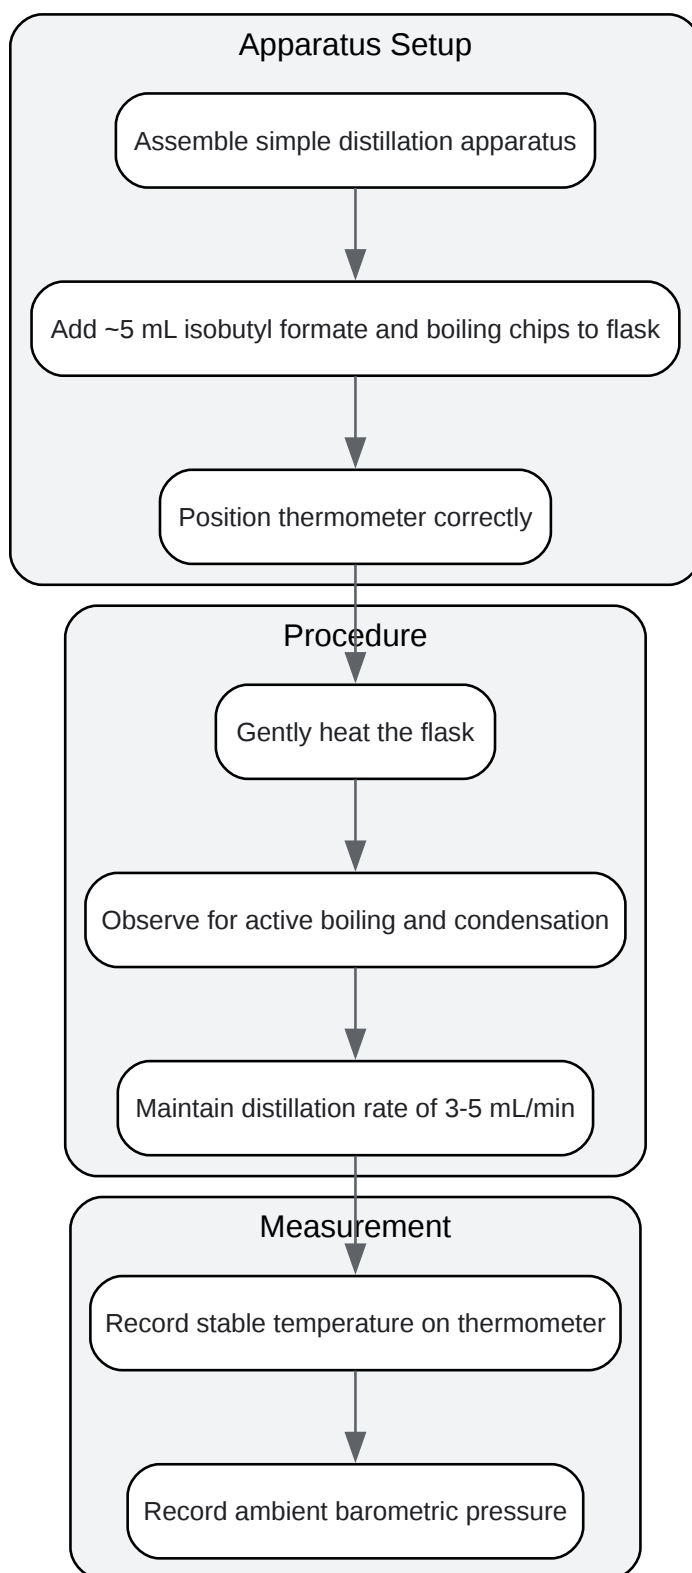 Apparatus Setup
Assemble simple distillation apparatus
Add ~5 mL isobutyl formate and boiling chips to flask
Position thermometer correctly
Procedure
Gently heat the flask
Observe for active boiling and condensation
Maintain distillation rate of 3-5 mL/min
Measurement
Record stable temperature on thermometer
Record ambient barometric pressure